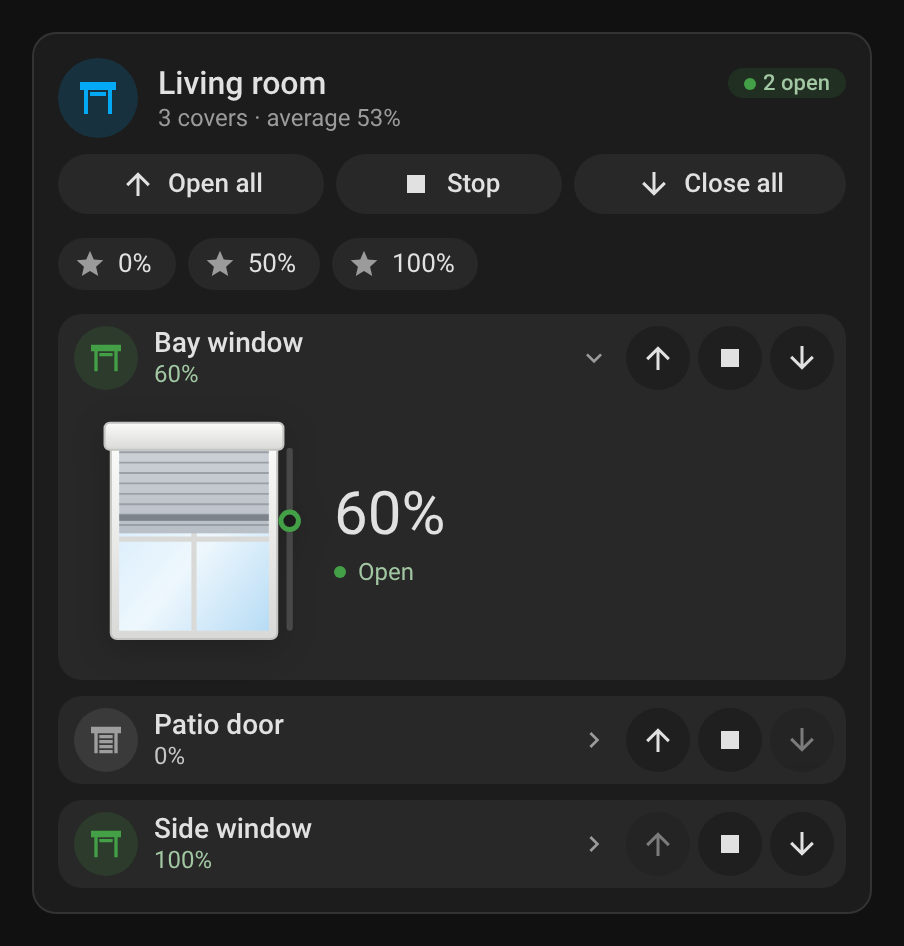 Living room
3 covers · average 53%
2 open
Open all
Stop
Close all
0%
50%
100%
Bay window
60%
60%
Open
Patio door
0%
Side window
100%